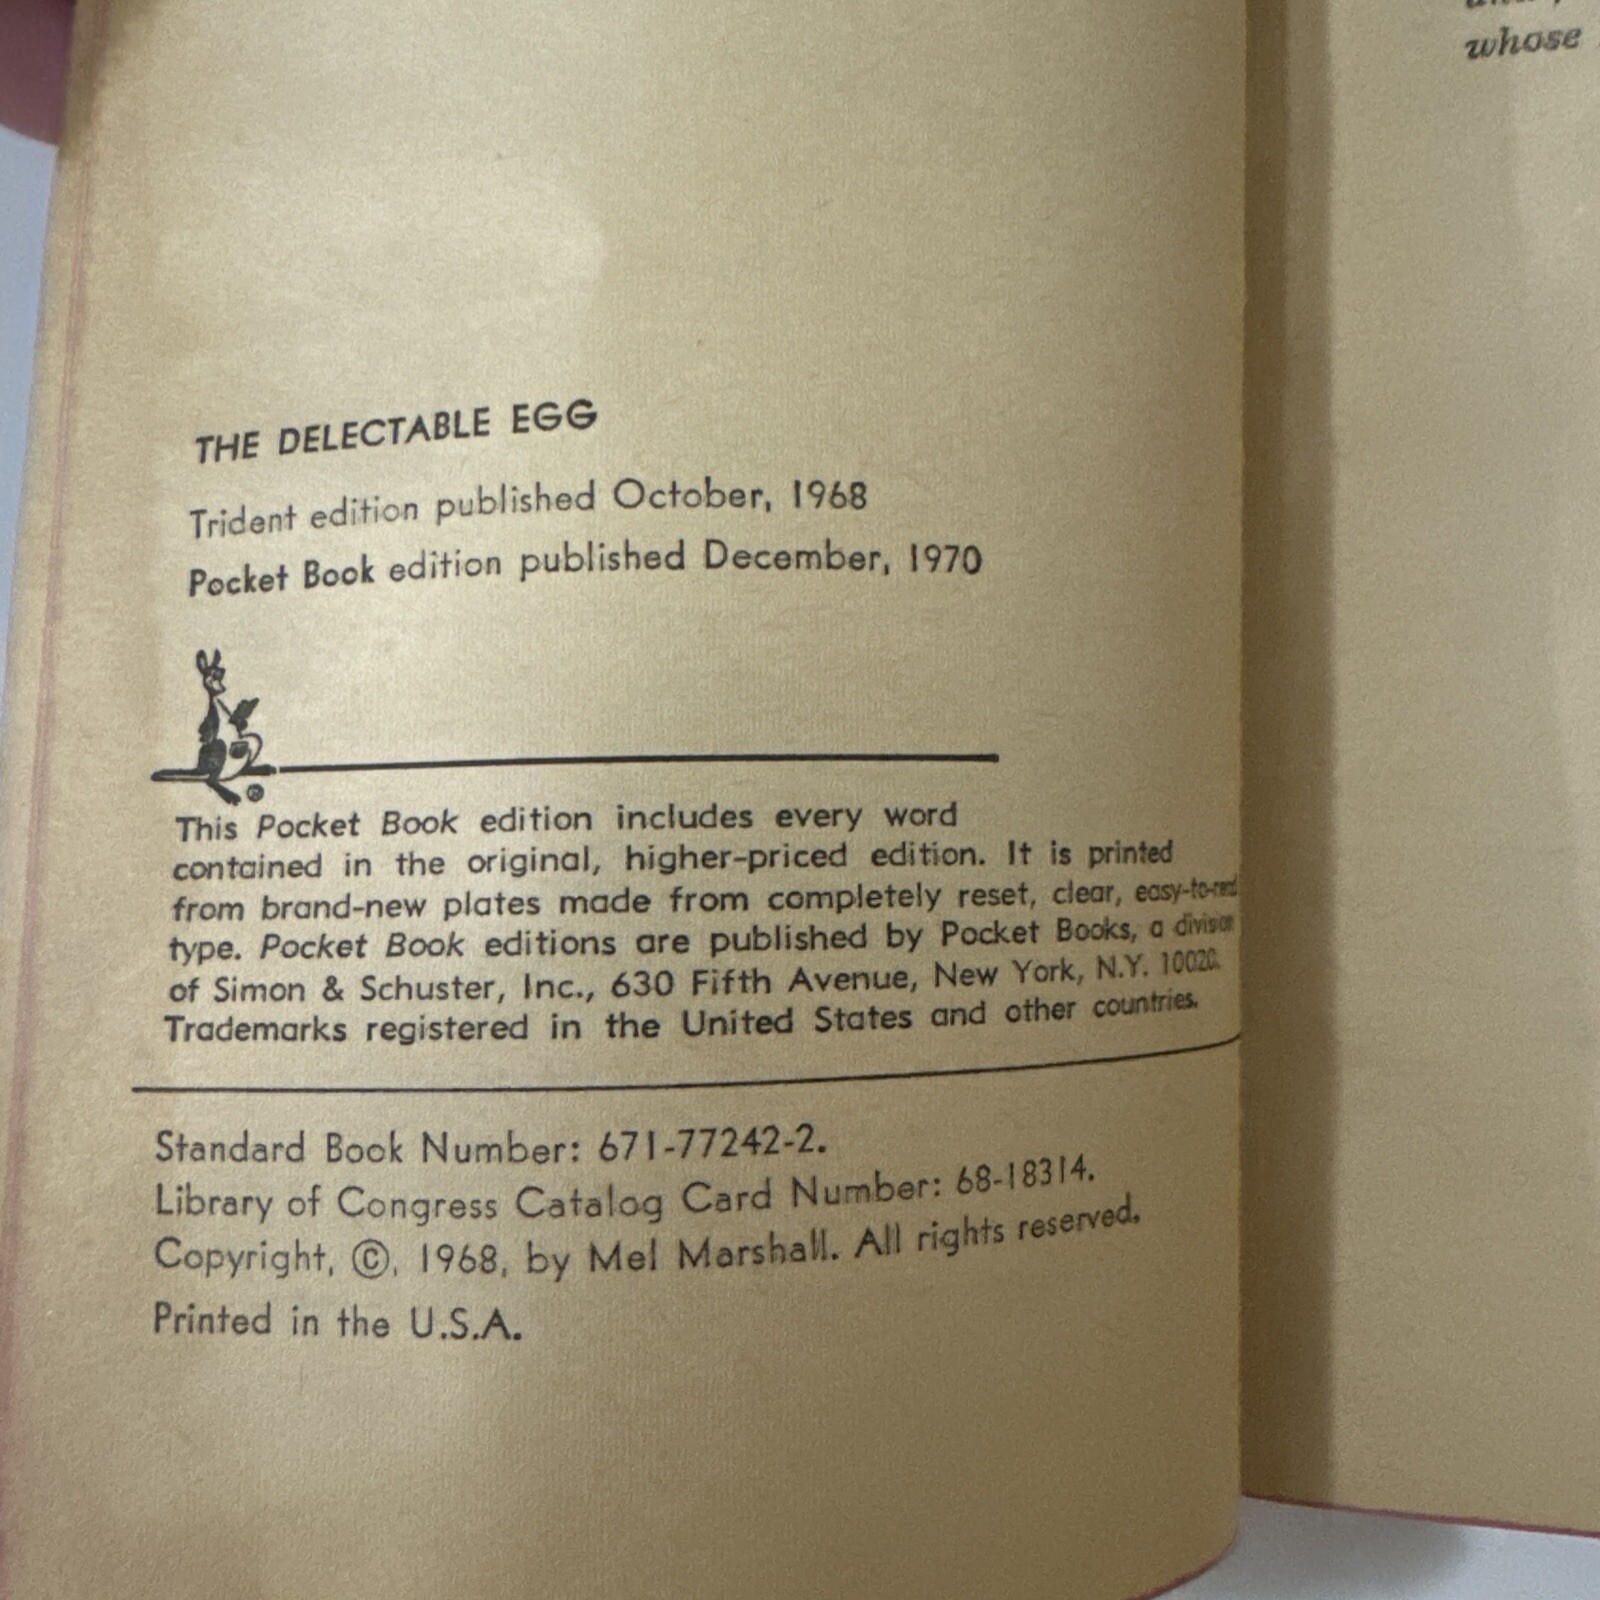 THE DELECTABLE EGG
Trident edition published October, 1968
Pocket Book edition published December, 1970
®
This Pocket Book edition includes every word
contained in the original, higher-priced edition. It is printed
from brand-new plates made from completely reset, clear, easy-to-read
type. Pocket Book editions are published by Pocket Books, a division
of Simon & Schuster, Inc., 630 Fifth Avenue, New York, N.Y. 10020.
Trademarks registered in the United States and other countries.
Standard Book Number: 671-77242-2.
Library of Congress Catalog Card Number: 68-18314.
Copyright, ©, 1968, by Mel Marshall. All rights reserved.
Printed in the U.S.A.
whose